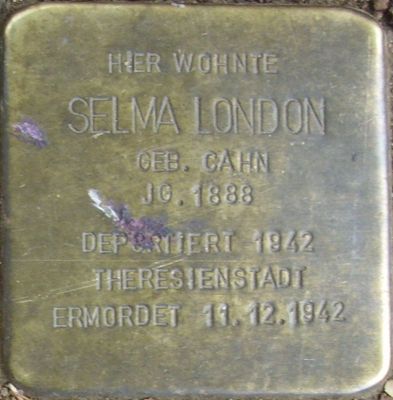 HIER WOHNTE
SELMA LONDON
GEB. CAHN
JG. 1888
DEPORTIERT 1942
THERESIENSTADT
ERMORDET 11.12.1942